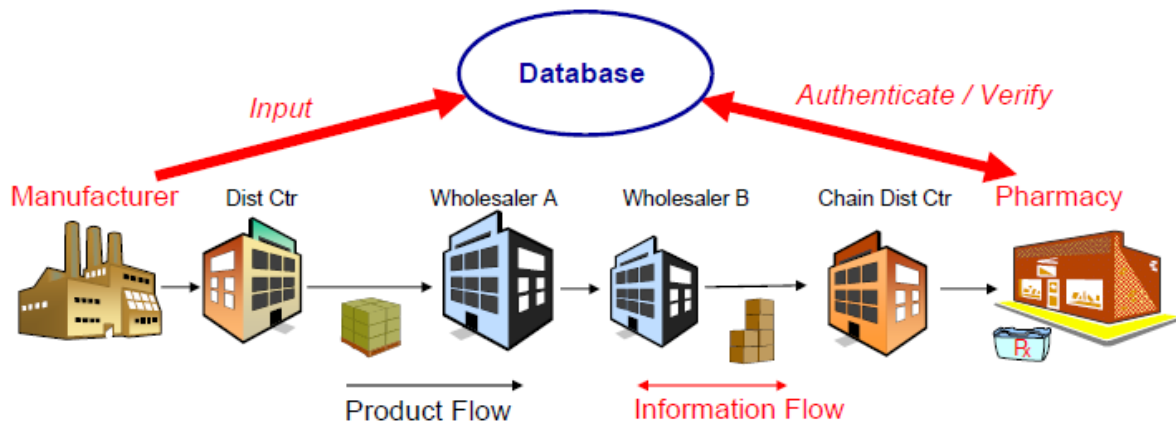 Database
Input
Authenticate / Verify
Manufacturer
Dist Ctr
Wholesaler A
Wholesaler B
Chain Dist Ctr
Pharmacy
Rx
Product Flow
Information Flow